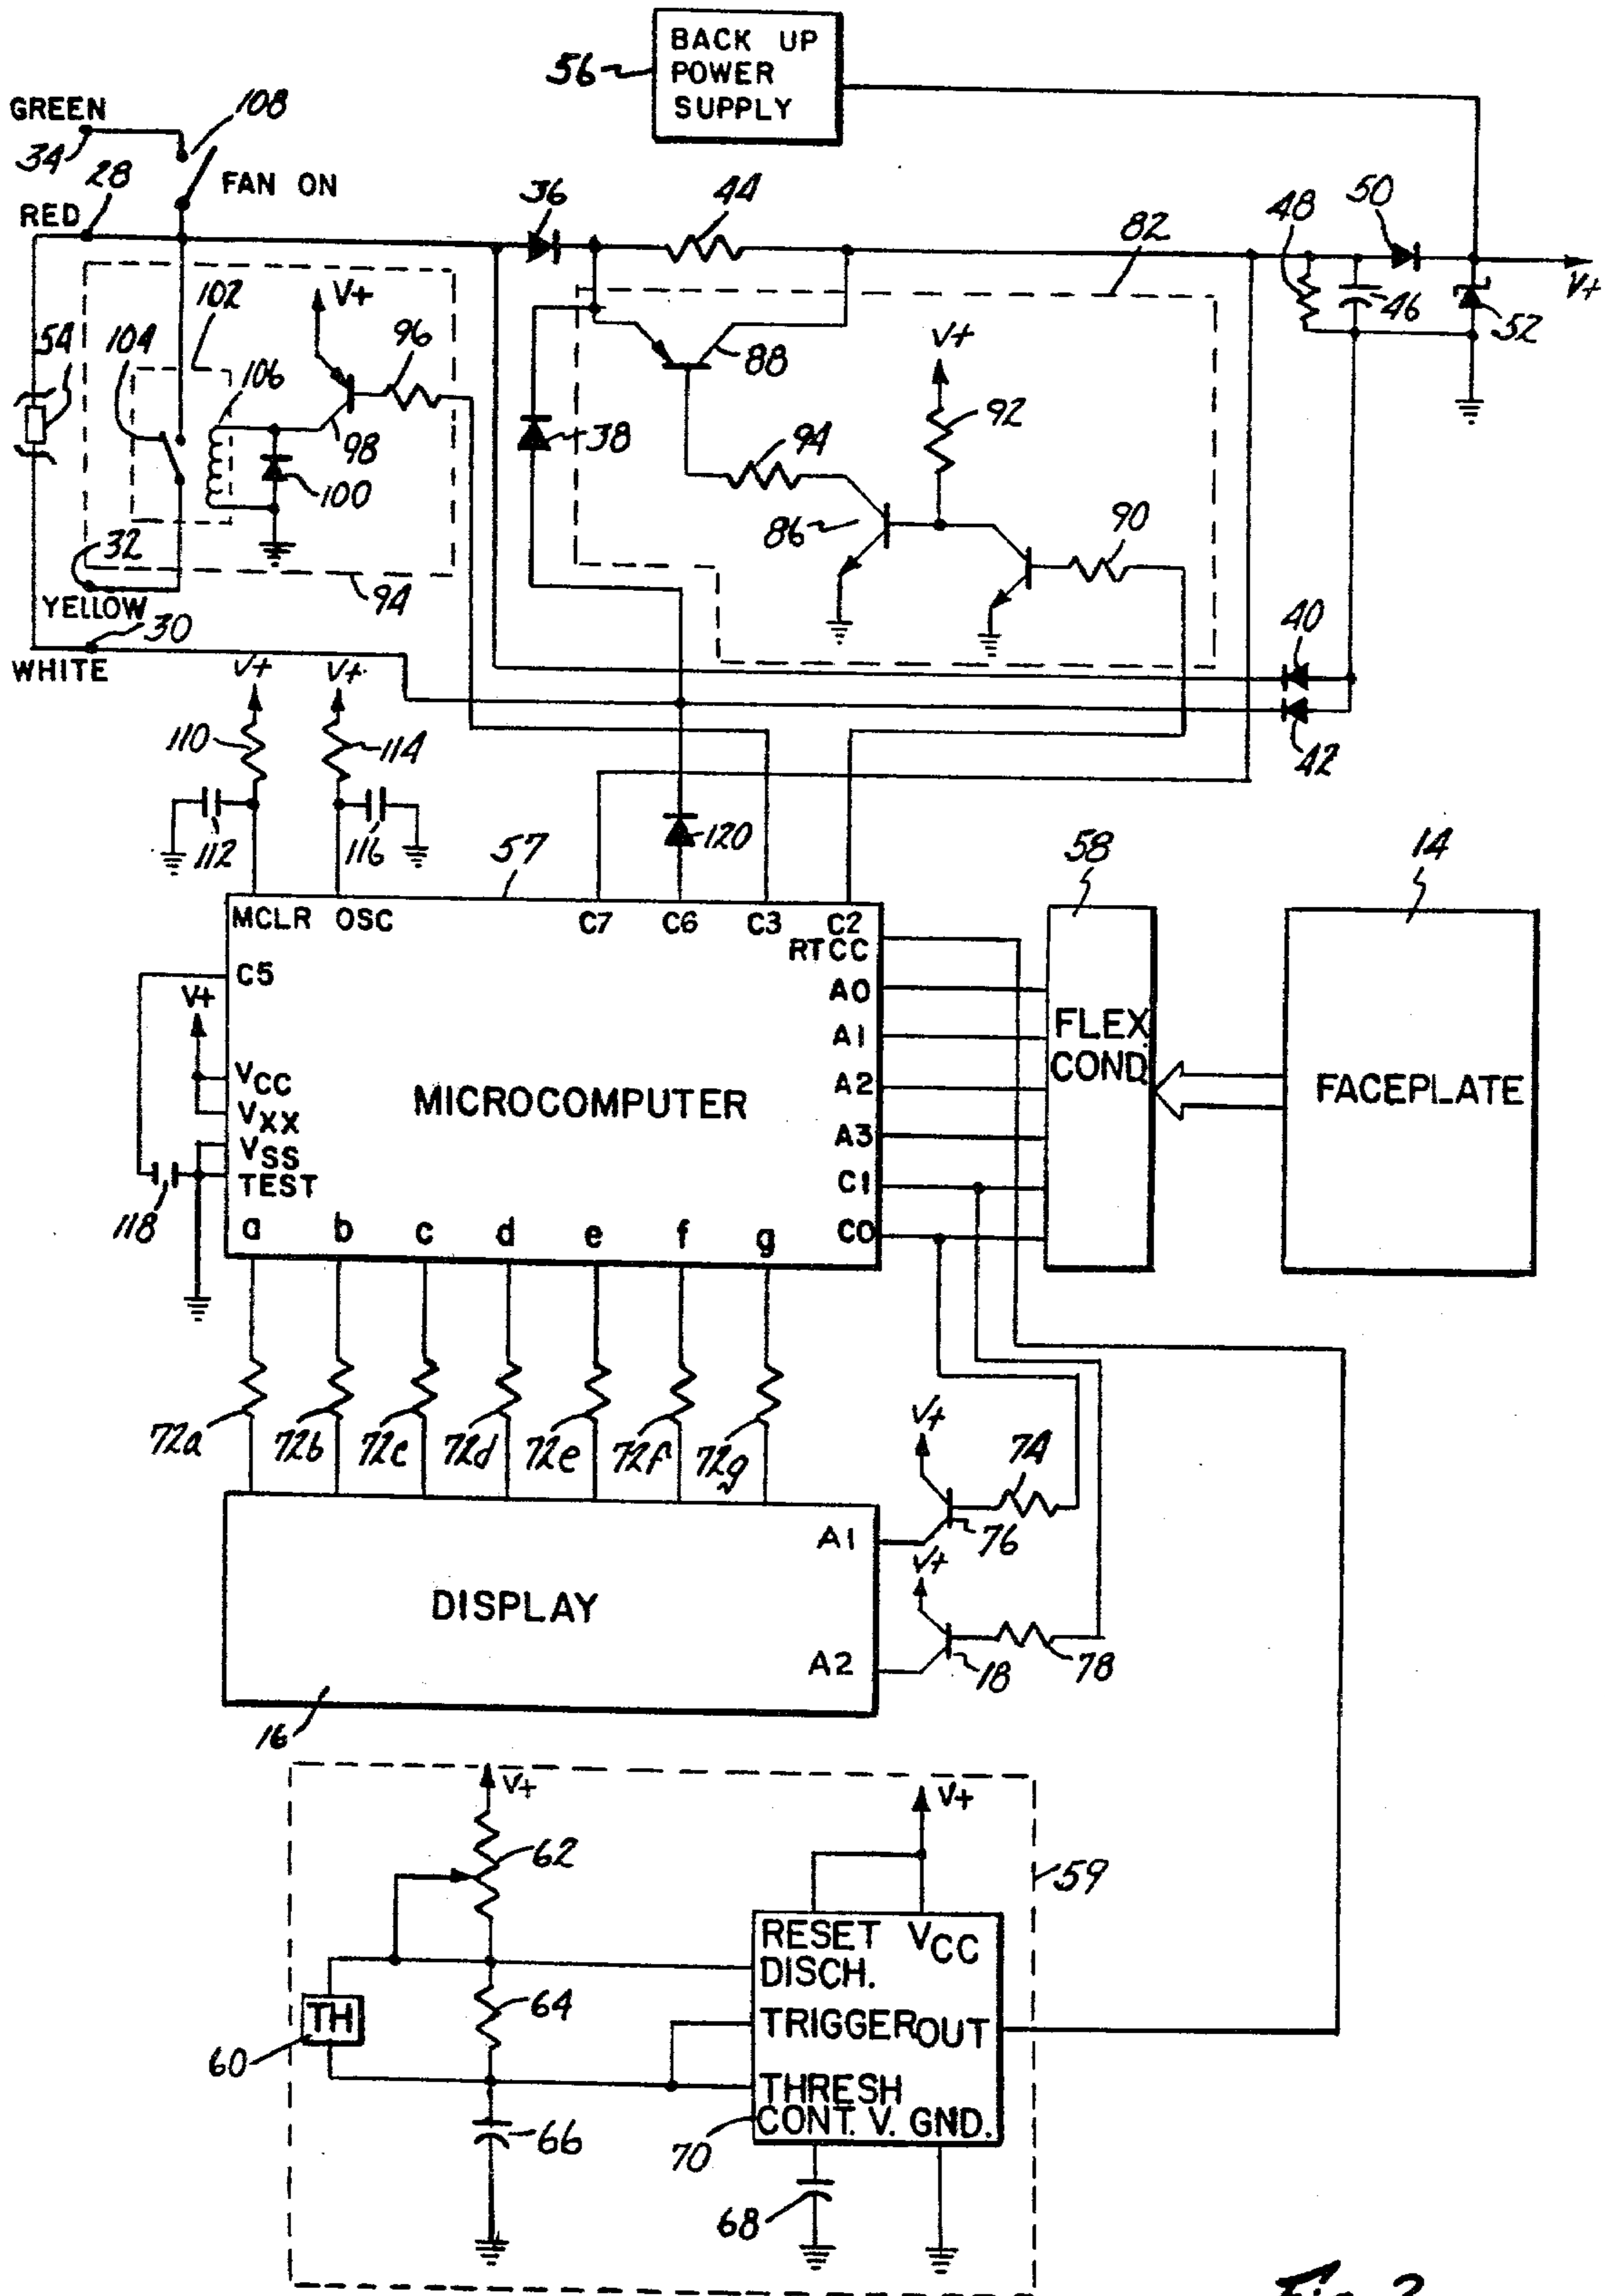 BACK UP
POWER
SUPPLY
56
GREEN
34
108
28
FAN ON
RED
36
44
82
48
50
V+
46
52
102
V+
104
54
106
96
98
100
32
YELLOW
94
30
WHITE
38
88
V+
92
94
86
90
40
42
V+
V+
110
114
112
116
120
57
58
14
MCLR OSC C7 C6 C3 C2
RTCC
C5
V+
A0
A1
A2
A3
C1
C0
VCC
VXX
VSS
TEST
118
MICROCOMPUTER
FLEX
COND.
FACEPLATE
a b c d e f g
72a 72b 72c 72d 72e 72f 72g
V+
74
76
V+
18
78
A1
DISPLAY
A2
16
V+
62
V+
59
RESET VCC
DISCH.
64
TH
60
TRIGGER OUT
THRESH
CONT. V. GND.
66
70
68
Fig. 2